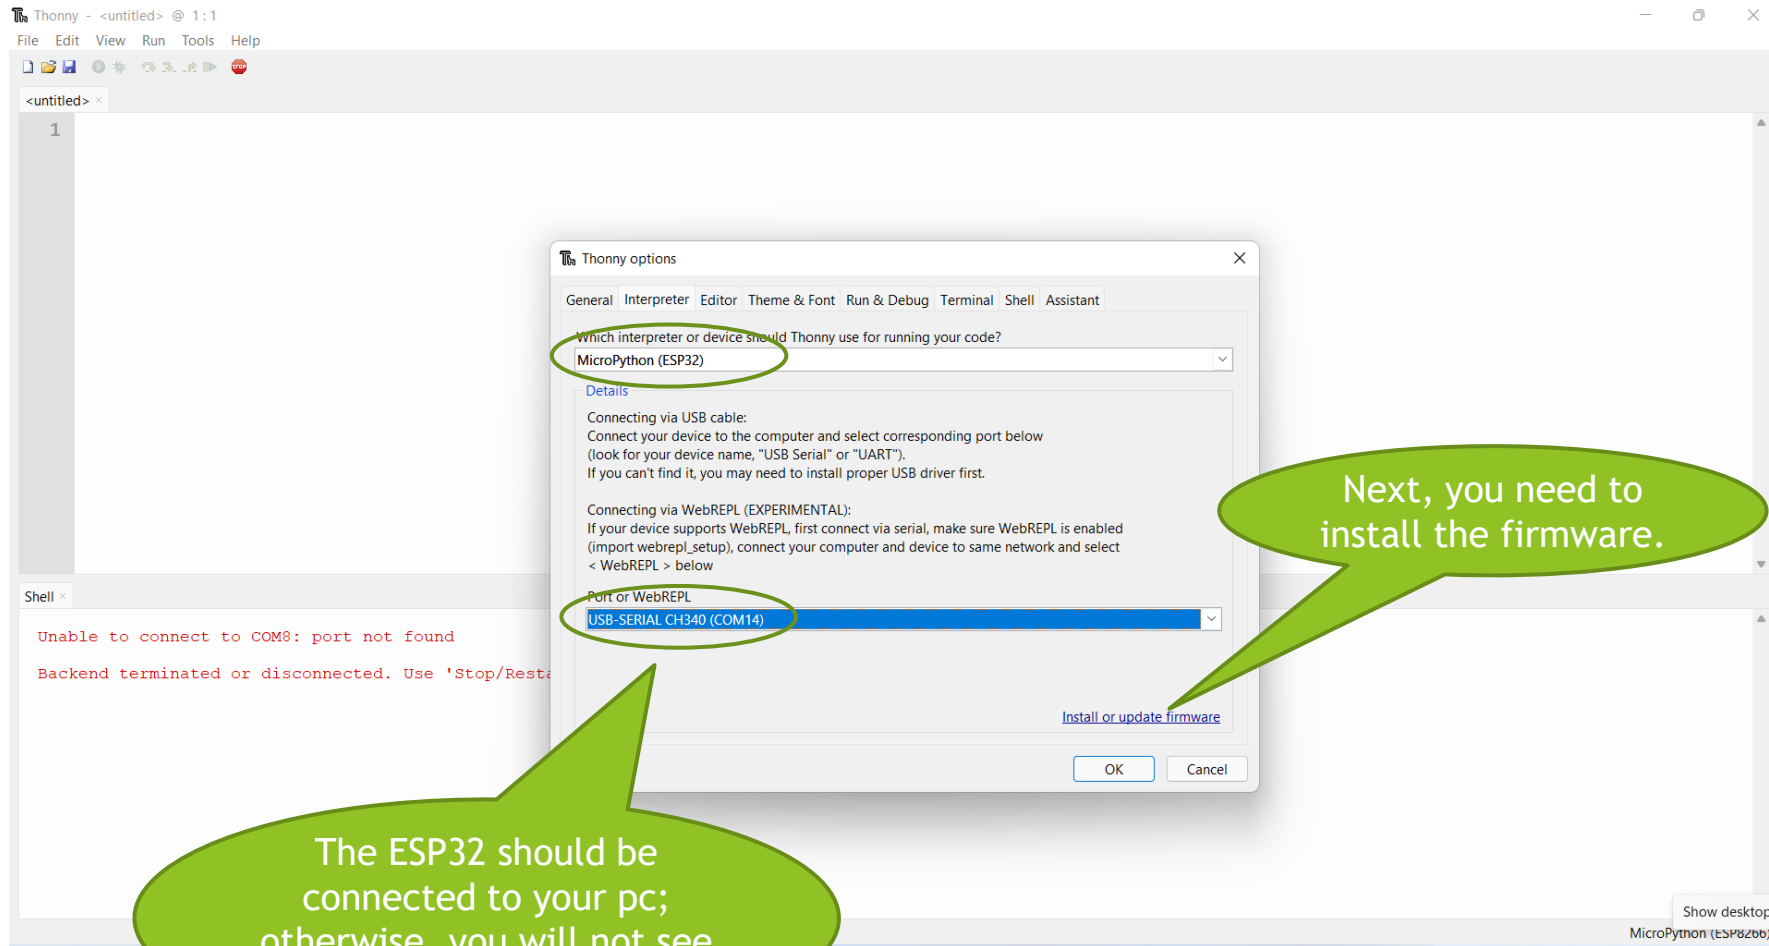 Thonny - <untitled> @ 1:1
File Edit View Run Tools Help
<untitled>
1
Thonny options
General Interpreter Editor Theme & Font Run & Debug Terminal Shell Assistant
Which interpreter or device should Thonny use for running your code?
MicroPython (ESP32)
Details
Connecting via USB cable:
Connect your device to the computer and select corresponding port below
(look for your device name, "USB Serial" or "UART").
If you can't find it, you may need to install proper USB driver first.
Connecting via WebREPL (EXPERIMENTAL):
If your device supports WebREPL, first connect via serial, make sure WebREPL is enabled
(import webrepl_setup), connect your computer and device to same network and select
< WebREPL > below
Port or WebREPL
USB-SERIAL CH340 (COM14)
Install or update firmware
OK Cancel
Next, you need to
install the firmware.
Shell
Unable to connect to COM8: port not found
Backend terminated or disconnected. Use 'Stop/Resta
The ESP32 should be
connected to your pc;
otherwise, you will not see
Show desktop
MicroPython (ESP8266)